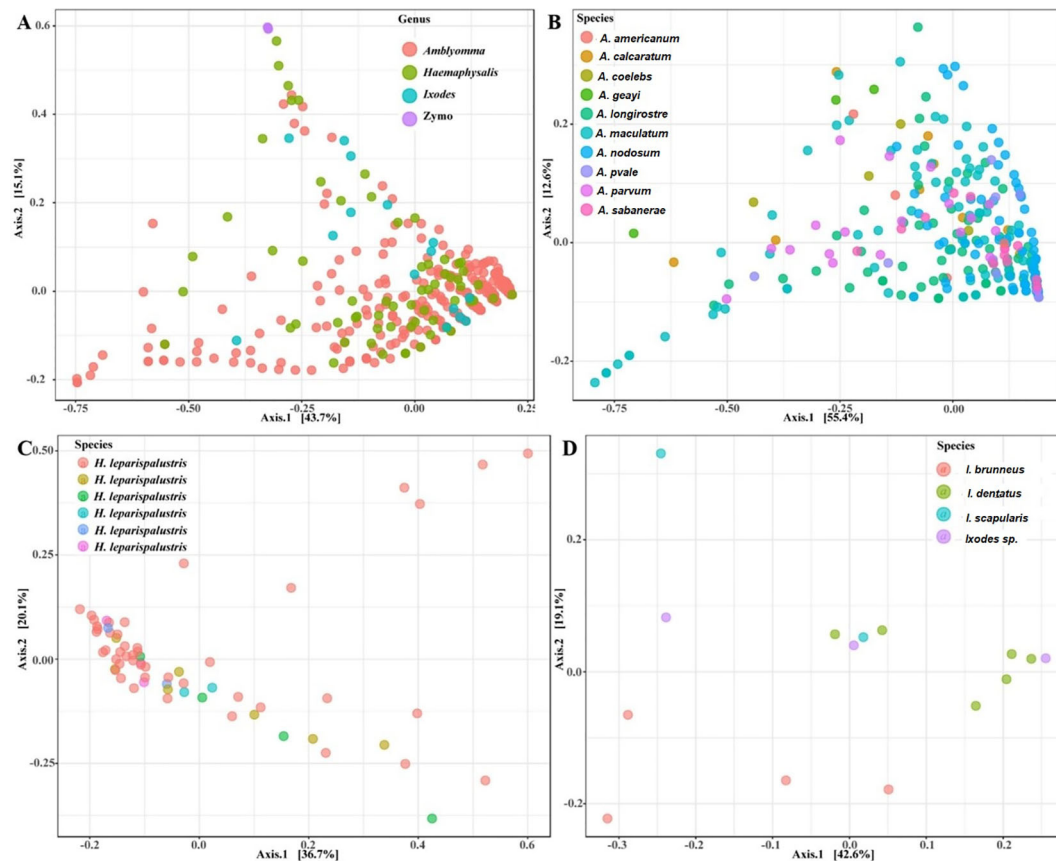 A
Genus
Amblyomma
Haemaphysalis
Ixodes
Zymo
Axis.2 [15.1%]
0.6
0.4
0.2
0.0
-0.2
-0.75
-0.50
-0.25
0.00
0.25
Axis.1 [43.7%]
B
Species
A. americanum
A. calcaratum
A. coelebs
A. geayi
A. longirostre
A. maculatum
A. nodosum
A. pvale
A. parvum
A. sabanerae
Axis.2 [12.6%]
0.2
0.0
-0.2
-0.75
-0.50
-0.25
0.00
Axis.1 [55.4%]
C
Species
a H. leparispalustris
a H. leparispalustris
a H. leparispalustris
a H. leparispalustris
a H. leparispalustris
a H. leparispalustris
Axis.2 [20.1%]
0.50
0.25
0.00
-0.25
-0.2
0.0
0.2
0.4
0.6
Axis.1 [36.7%]
D
Species
a I. brunneus
a I. dentatus
a I. scapularis
a Ixodes sp.
Axis.2 [19.1%]
0.2
0.0
-0.2
-0.3
-0.2
-0.1
0.0
0.1
0.2
Axis.1 [42.6%]